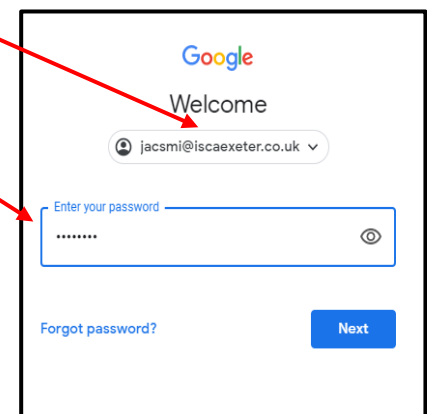 Google
Welcome
jacsmi@iscaexeter.co.uk
Enter your password
••••••••
Forgot password?
Next